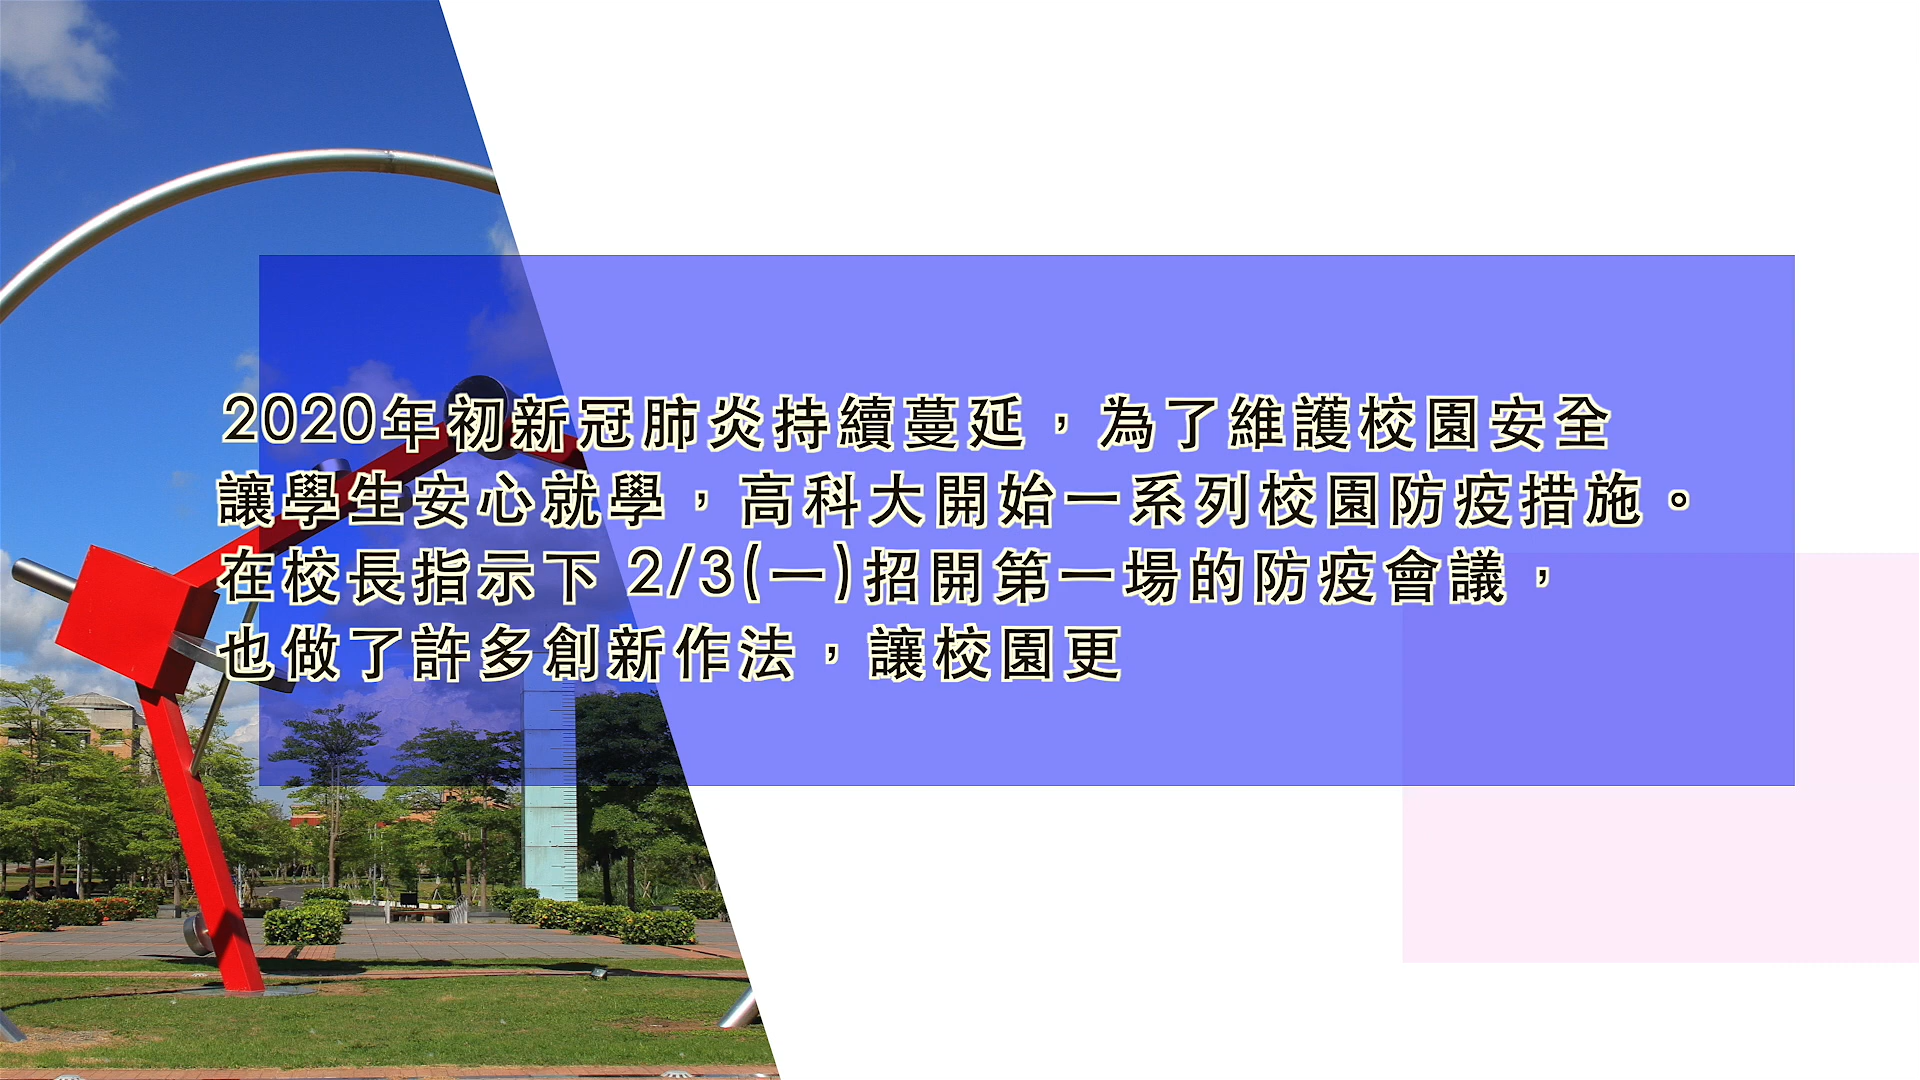 2020年初新冠肺炎持續蔓延，為了維護校園安全
讓學生安心就學，高科大開始一系列校園防疫措施。
在校長指示下 2/3(一)招開第一場的防疫會議，
也做了許多創新作法，讓校園更